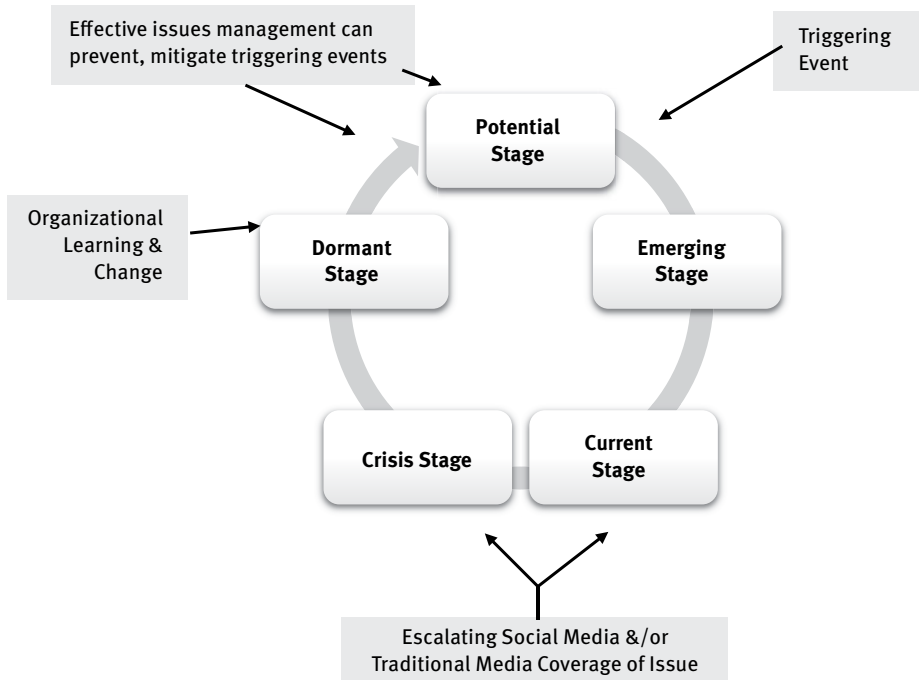 Effective issues management can
prevent, mitigate triggering events
Triggering
Event
Potential
Stage
Organizational
Learning &
Change
Dormant
Stage
Emerging
Stage
Crisis Stage
Current
Stage
Escalating Social Media &/or
Traditional Media Coverage of Issue